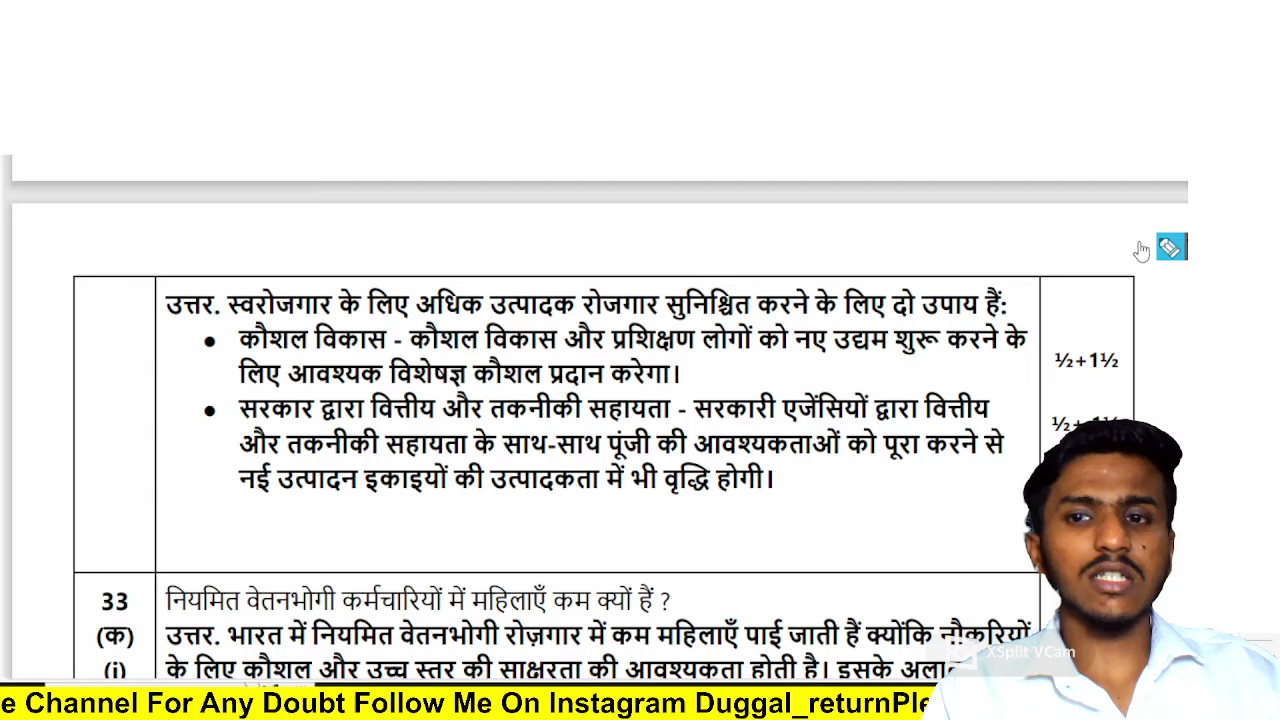 उत्तर. स्वरोजगार के लिए अधिक उत्पादक रोजगार सुनिश्चित करने के लिए दो उपाय हैं:
● कौशल विकास - कौशल विकास और प्रशिक्षण लोगों को नए उद्यम शुरू करने के
लिए आवश्यक विशेषज्ञ कौशल प्रदान करेगा।
½+1½
● सरकार द्वारा वित्तीय और तकनीकी सहायता - सरकारी एजेंसियों द्वारा वित्तीय
और तकनीकी सहायता के साथ-साथ पूंजी की आवश्यकताओं को पूरा करने से
नई उत्पादन इकाइयों की उत्पादकता में भी वृद्धि होगी।
33 नियमित वेतनभोगी कर्मचारियों में महिलाएँ कम क्यों हैं ?
(क) उत्तर. भारत में नियमित वेतनभोगी रोज़गार में कम महिलाएँ पाई जाती हैं क्योंकि नौकरियों
(i) के लिए कौशल और उच्च स्तर की साक्षरता की आवश्यकता होती है। इसके
XSplit VCam
e Channel For Any Doubt Follow Me On Instagram Duggal_returnPle